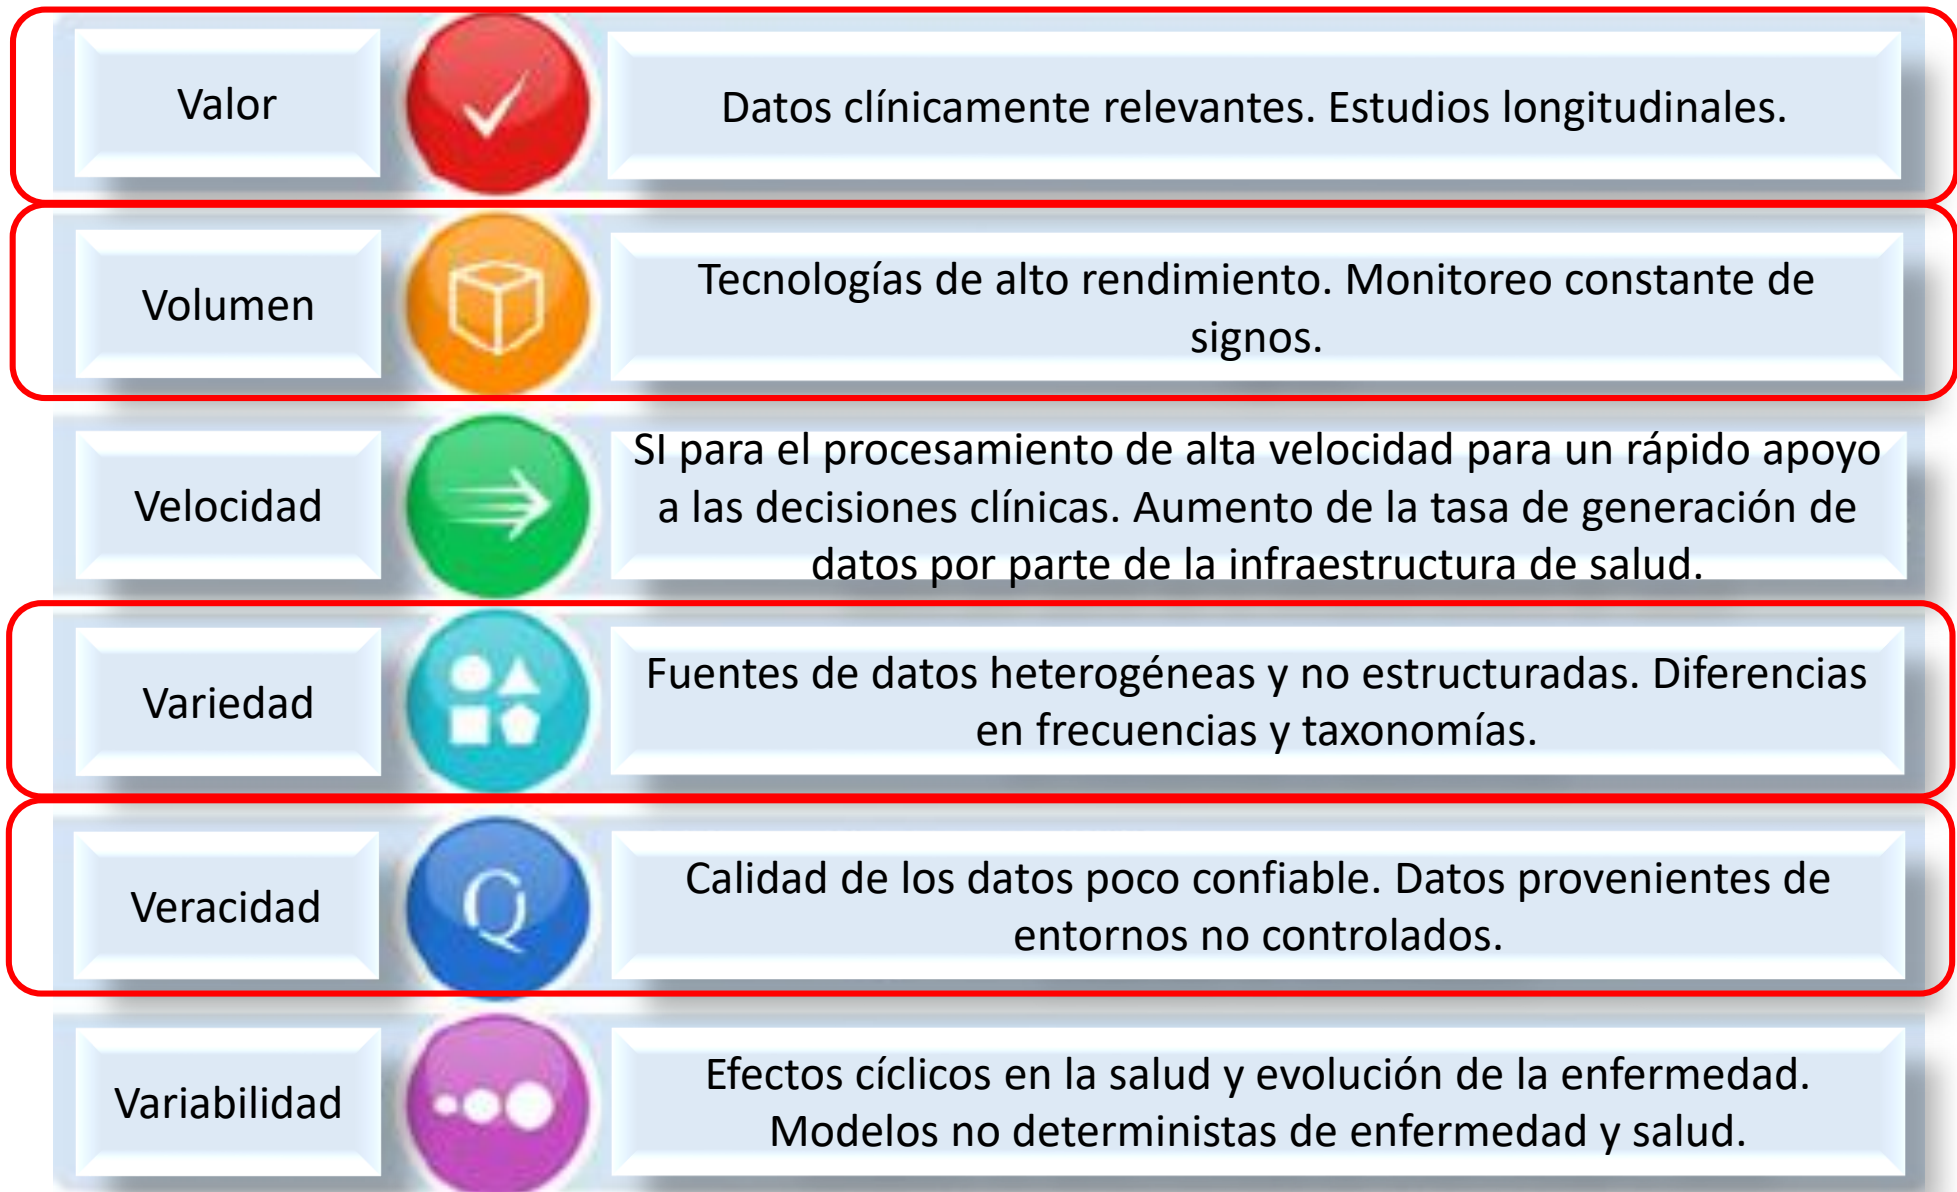 Valor
Datos clínicamente relevantes. Estudios longitudinales.
Volumen
Tecnologías de alto rendimiento. Monitoreo constante de
signos.
Velocidad
SI para el procesamiento de alta velocidad para un rápido apoyo
a las decisiones clínicas. Aumento de la tasa de generación de
datos por parte de la infraestructura de salud.
Variedad
Fuentes de datos heterogéneas y no estructuradas. Diferencias
en frecuencias y taxonomías.
Veracidad
Q
Calidad de los datos poco confiable. Datos provenientes de
entornos no controlados.
Variabilidad
Efectos cíclicos en la salud y evolución de la enfermedad.
Modelos no deterministas de enfermedad y salud.